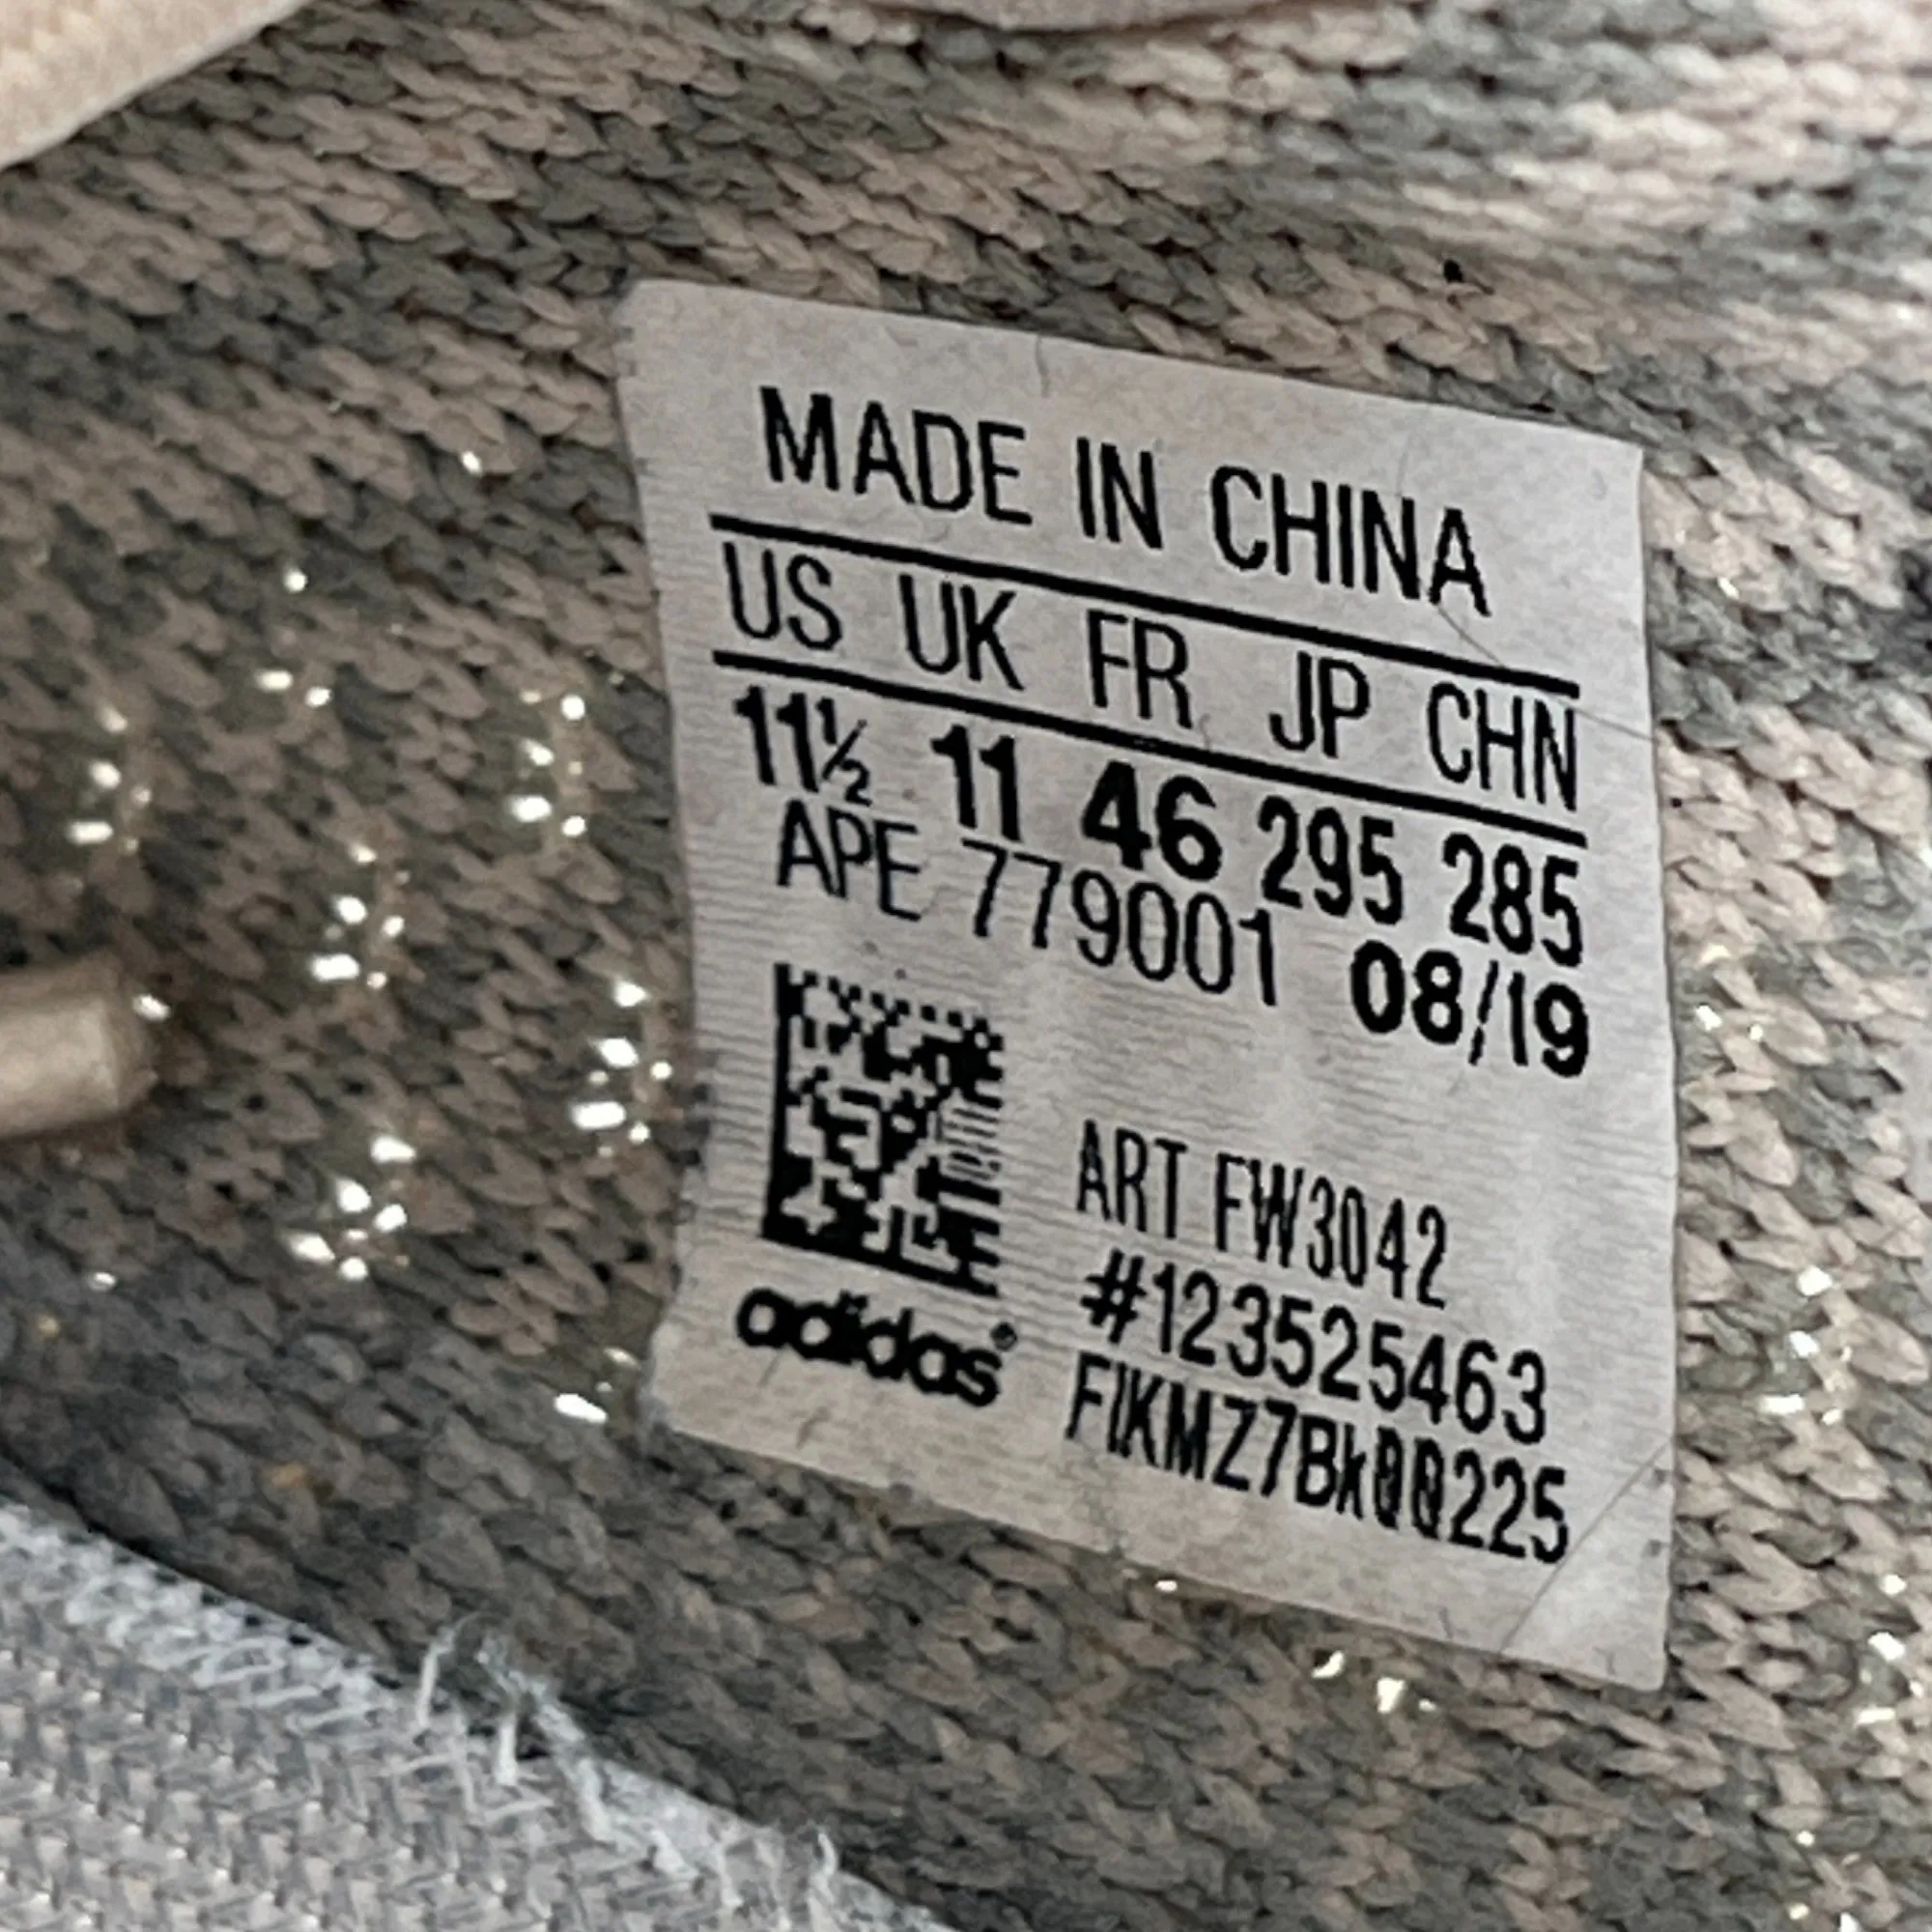 MADE IN CHINA
US UK FR JP CHN
11½ 11 46 295 285
APE 779001 08/19
ART FW3042
#123525463
FIKMZ7Bk00225
adidas®